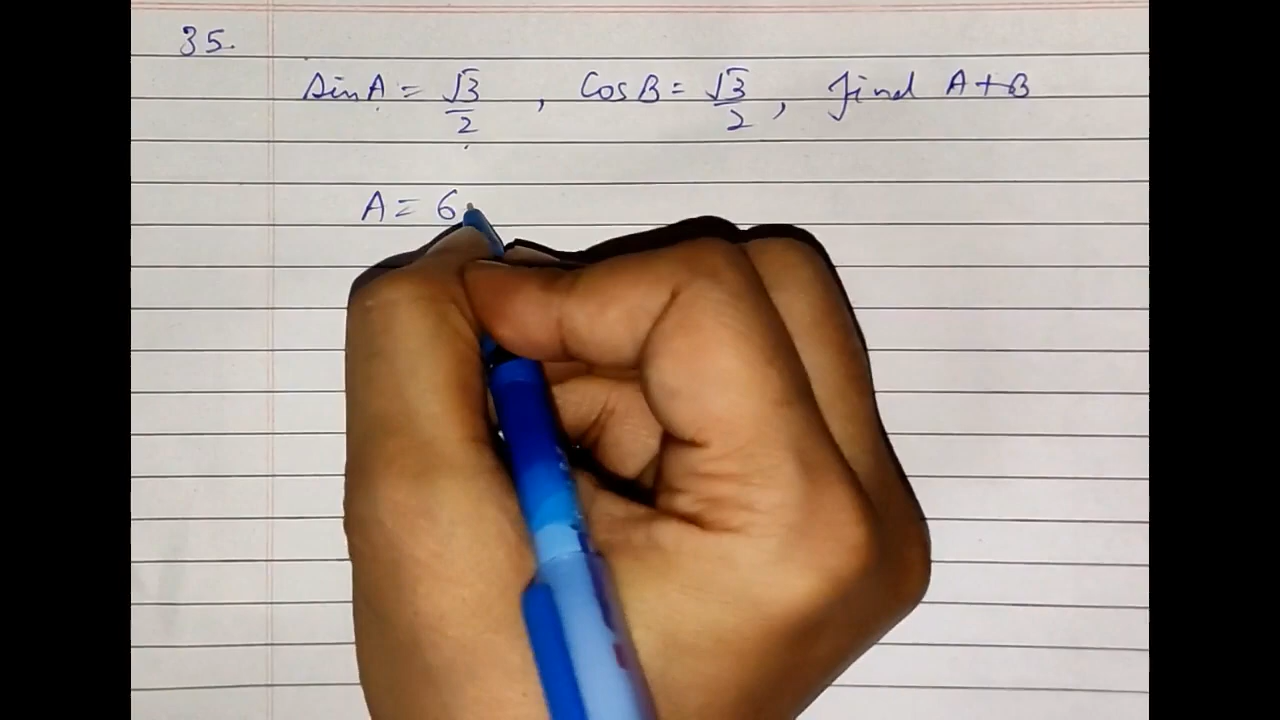 35.
SinA = √3/2 , CosB = √3/2, find A+B
A = 6